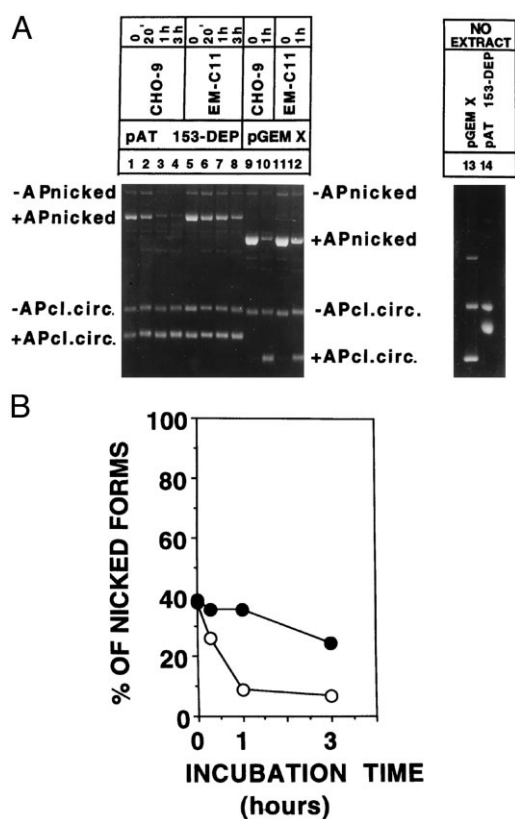 A
0 20' 1h 3h 0 20' 1h 3h 0 1h 0 1h
CHO-9 EM-C11 CHO-9 EM-C11
pAT 153-DEP pGEM X
1 2 3 4 5 6 7 8 9 10 11 12
NO
EXTRACT
pGEM X
pAT 153-DEP
13 14
-APnicked
+APnicked
-APcl.circ.
+APcl.circ.
-APnicked
+APnicked
-APcl.circ.
+APcl.circ.
B
% OF NICKED FORMS
100
80
60
40
20
0
0 1 3
INCUBATION TIME
(hours)